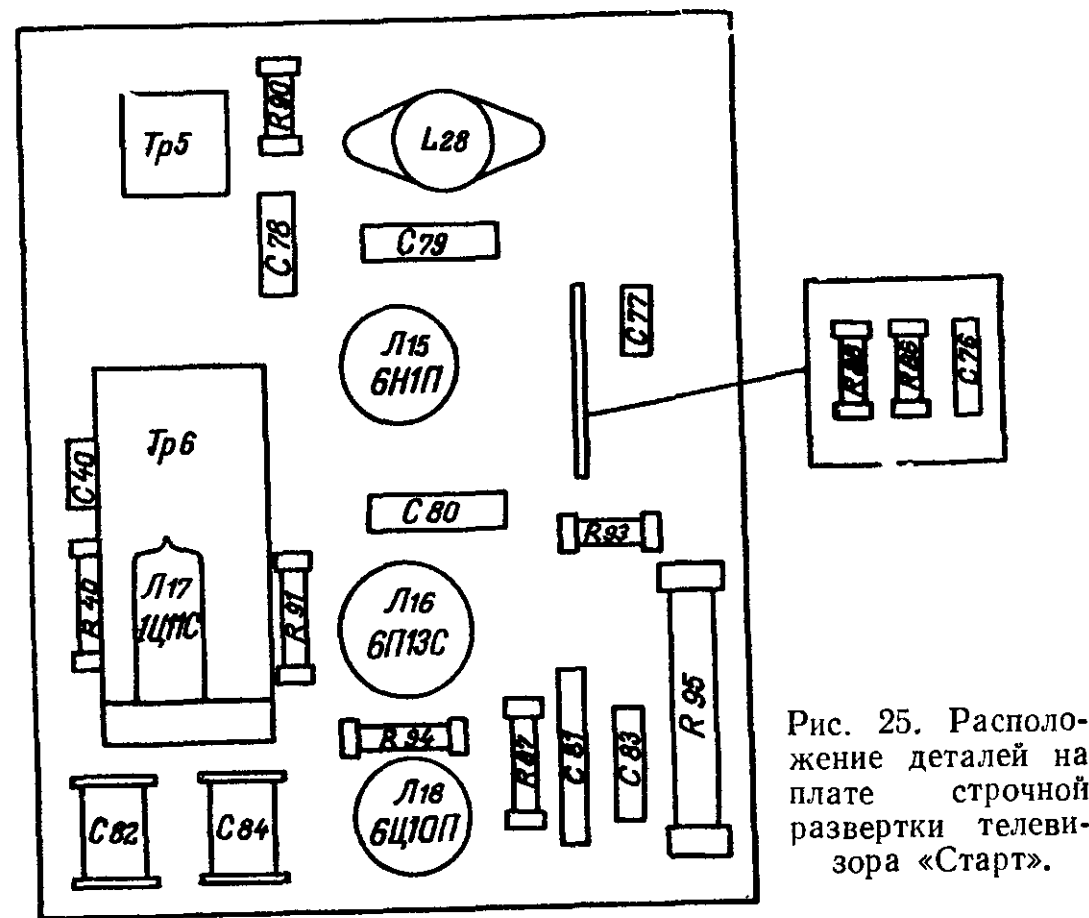 Тр5
R90
L28
C78
C79
Л15
6Н1П
C77
R86
C76
Тр6
C40
C80
R93
R40
Л17
1Ц11С
R91
Л16
6П13С
R95
R94
C81
C83
Л18
6Ц10П
C82
C84
Рис. 25. Располо-
жение деталей на
плате строчной
развертки телеви-
зора «Старт».